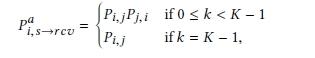 P^a_{i,s→rcv} = { P_{i,j}P_{j,i} if 0 ≤ k < K − 1
P_{i,j} if k = K − 1,